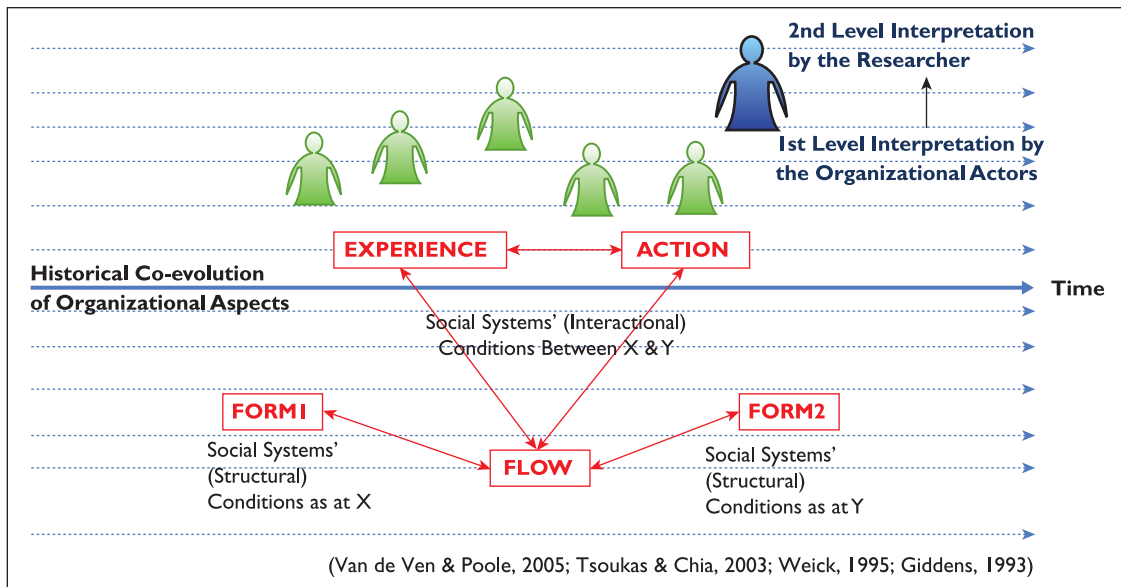 2nd Level Interpretation
by the Researcher
1st Level Interpretation by
the Organizational Actors
EXPERIENCE
ACTION
Historical Co-evolution
of Organizational Aspects
Time
Social Systems’ (Interactional)
Conditions Between X & Y
FORM1
FORM2
Social Systems’
(Structural)
Conditions as at X
FLOW
Social Systems’
(Structural)
Conditions as at Y
(Van de Ven & Poole, 2005; Tsoukas & Chia, 2003; Weick, 1995; Giddens, 1993)